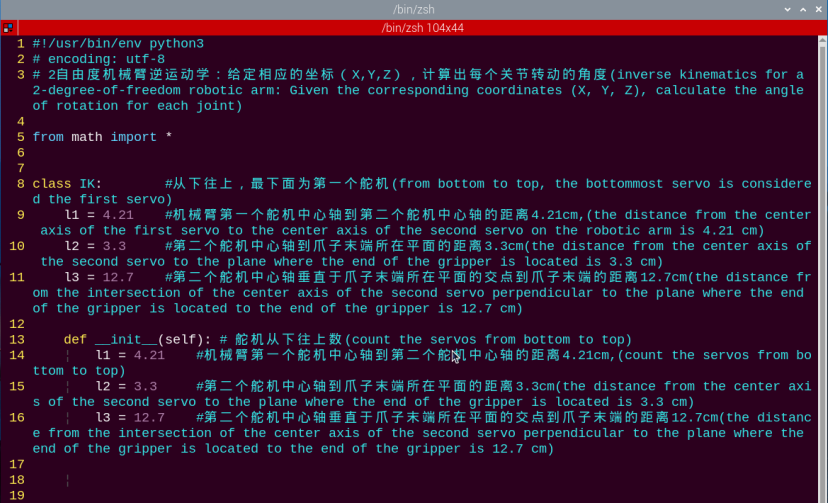 /bin/zsh
/bin/zsh 104x44
1 #!/usr/bin/env python3
2 # encoding: utf-8
3 # 2自由度机械臂逆运动学：给定相应的坐标（X,Y,Z），计算出每个关节转动的角度(inverse kinematics for a
2-degree-of-freedom robotic arm: Given the corresponding coordinates (X, Y, Z), calculate the angle
of rotation for each joint)
4
5 from math import *
6
7
8 class IK: #从下往上，最下面为第一个舵机(from bottom to top, the bottommost servo is considere
d the first servo)
9 l1 = 4.21 #机械臂第一个舵机中心轴到第二个舵机中心轴的距离4.21cm,(the distance from the center
axis of the first servo to the center axis of the second servo on the robotic arm is 4.21 cm)
10 l2 = 3.3 #第二个舵机中心轴到爪子末端所在平面的距离3.3cm(the distance from the center axis of
the second servo to the plane where the end of the gripper is located is 3.3 cm)
11 l3 = 12.7 #第二个舵机中心轴垂直于爪子末端所在平面的交点到爪子末端的距离12.7cm(the distance fr
om the intersection of the center axis of the second servo perpendicular to the plane where the end
of the gripper is located to the end of the gripper is 12.7 cm)
12
13 def __init__(self): # 舵机从下往上数(count the servos from bottom to top)
14 l1 = 4.21 #机械臂第一个舵机中心轴到第二个舵机中心轴的距离4.21cm,(count the servos from bo
ttom to top)
15 l2 = 3.3 #第二个舵机中心轴到爪子末端所在平面的距离3.3cm(the distance from the center axi
s of the second servo to the plane where the end of the gripper is located is 3.3 cm)
16 l3 = 12.7 #第二个舵机中心轴垂直于爪子末端所在平面的交点到爪子末端的距离12.7cm(the distanc
e from the intersection of the center axis of the second servo perpendicular to the plane where the
end of the gripper is located to the end of the gripper is 12.7 cm)
17
18
19